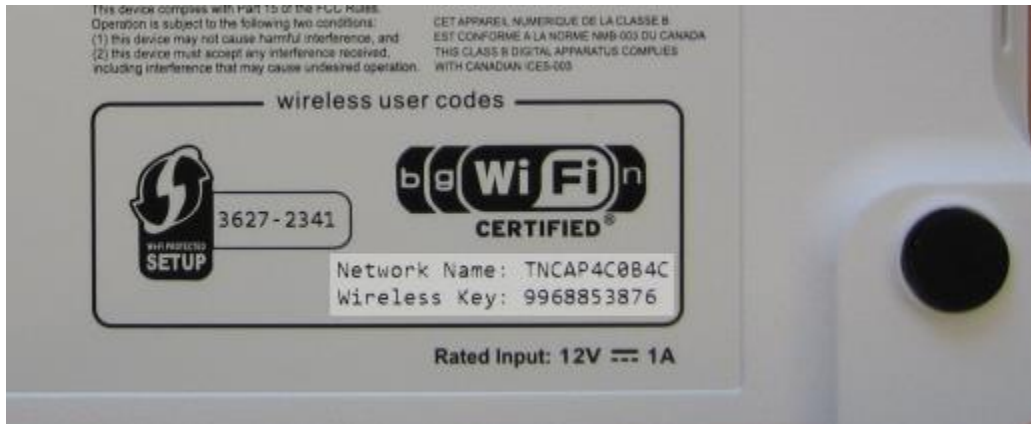 This device complies with Part 15 of the FCC Rules.
Operation is subject to the following two conditions:
(1) this device may not cause harmful interference, and
(2) this device must accept any interference received,
including interference that may cause undesired operation.
CET APPAREIL NUMERIQUE DE LA CLASSE B
EST CONFORME A LA NORME NMB-003 DU CANADA
THIS CLASS B DIGITAL APPARATUS COMPLIES
WITH CANADIAN ICES-003
wireless user codes
WI-FI PROTECTED
SETUP
3627-2341
b g Wi Fi n
CERTIFIED®
Network Name: TNCAP4C0B4C
Wireless Key: 9968853876
Rated Input: 12V ⎓ 1A